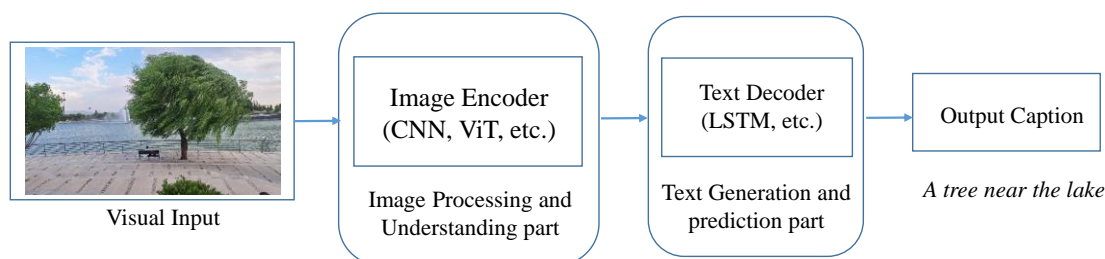 Visual Input
Image Encoder
(CNN, ViT, etc.)
Image Processing and
Understanding part
Text Decoder
(LSTM, etc.)
Text Generation and
prediction part
Output Caption
A tree near the lake